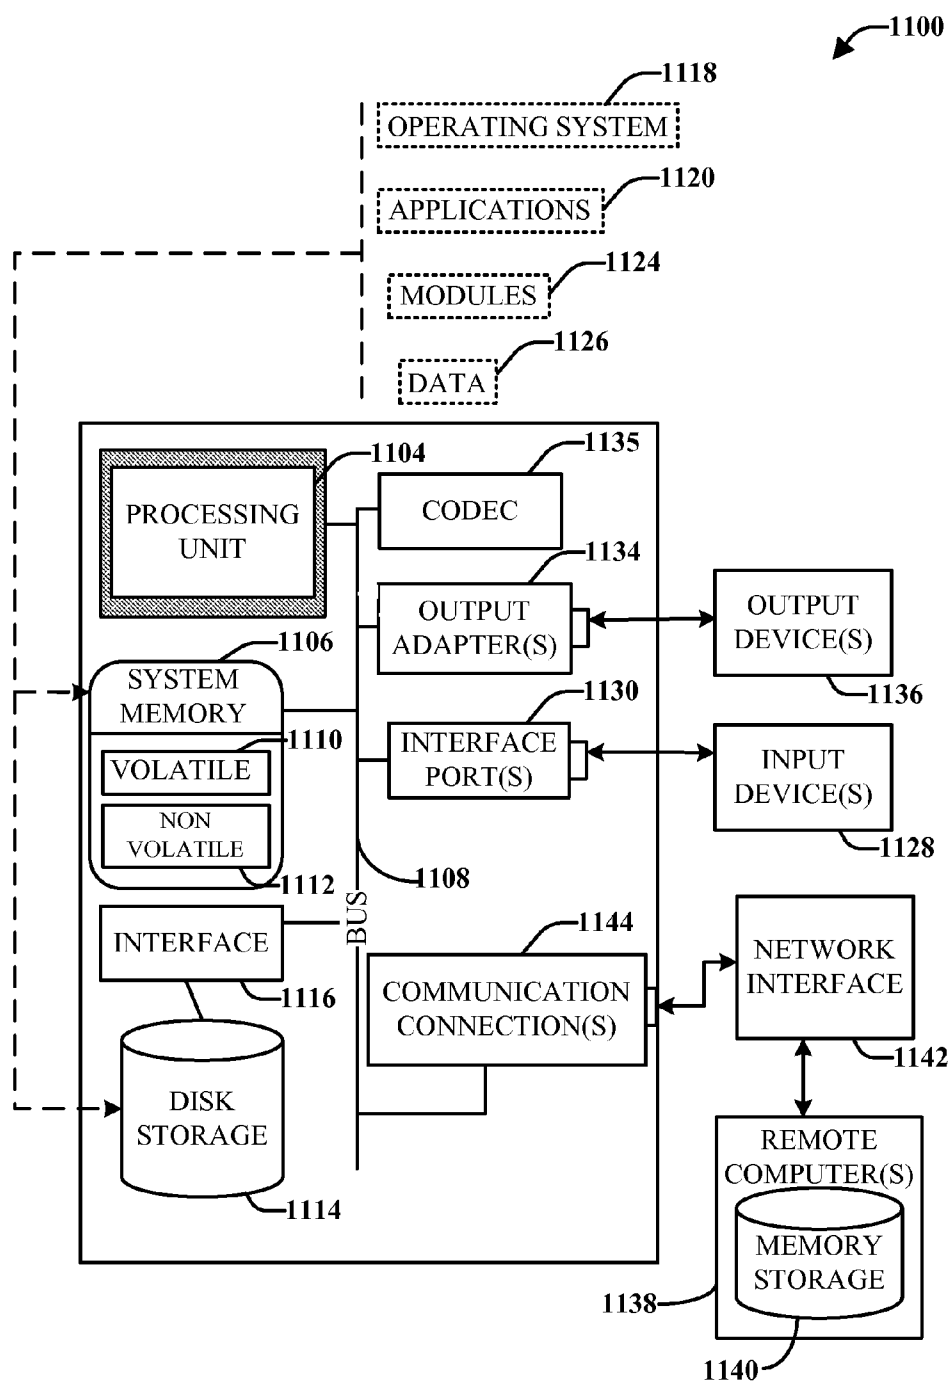 1100
1118
OPERATING SYSTEM
1120
APPLICATIONS
1124
MODULES
1126
DATA
1104
PROCESSING
UNIT
1135
CODEC
1134
OUTPUT
ADAPTER(S)
OUTPUT
DEVICE(S)
1136
1106
SYSTEM
MEMORY
1110
VOLATILE
NON
VOLATILE
1112
1130
INTERFACE
PORT(S)
INPUT
DEVICE(S)
1128
1108
BUS
INTERFACE
1116
1144
COMMUNICATION
CONNECTION(S)
NETWORK
INTERFACE
1142
DISK
STORAGE
1114
REMOTE
COMPUTER(S)
MEMORY
STORAGE
1138
1140